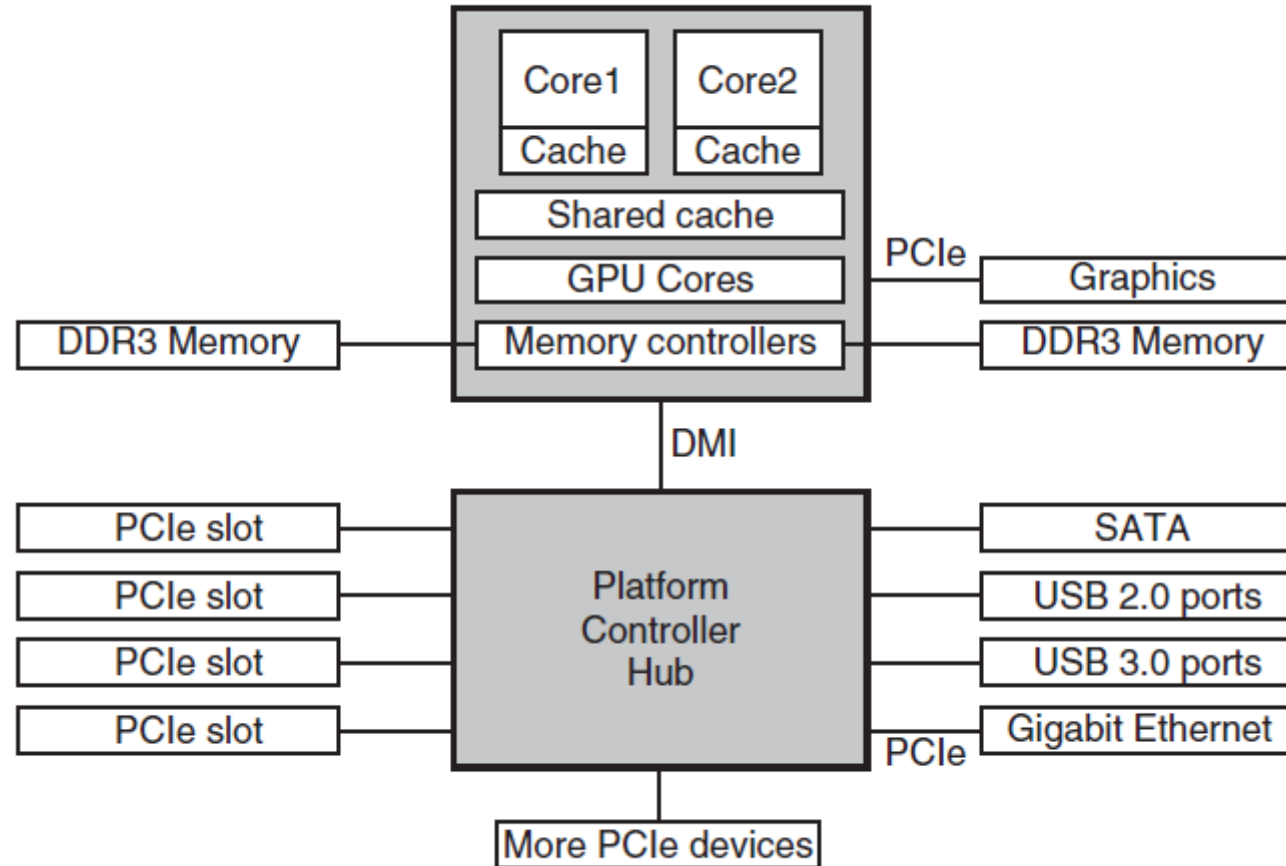 Core1
Core2
Cache
Cache
Shared cache
GPU Cores
PCIe
Graphics
DDR3 Memory
Memory controllers
DDR3 Memory
DMI
PCIe slot
SATA
PCIe slot
Platform
Controller
Hub
USB 2.0 ports
PCIe slot
USB 3.0 ports
PCIe slot
PCIe
Gigabit Ethernet
More PCIe devices